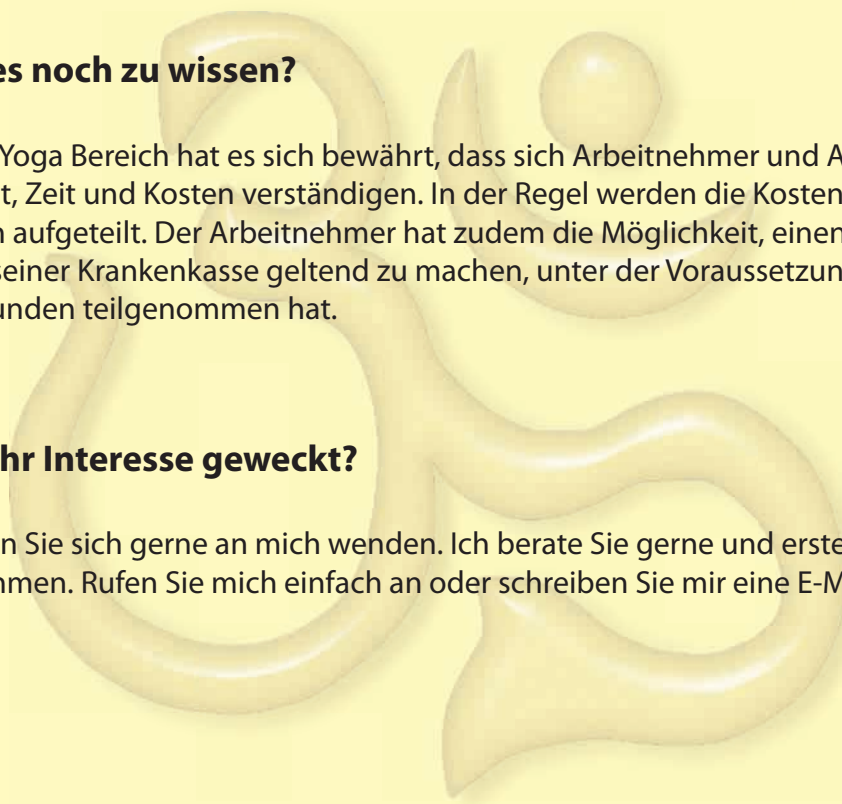 es noch zu wissen?
Yoga Bereich hat es sich bewährt, dass sich Arbeitnehmer und A
t, Zeit und Kosten verständigen. In der Regel werden die Kosten
n aufgeteilt. Der Arbeitnehmer hat zudem die Möglichkeit, einen
seiner Krankenkasse geltend zu machen, unter der Voraussetzun
unden teilgenommen hat.
hr Interesse geweckt?
n Sie sich gerne an mich wenden. Ich berate Sie gerne und erste
mmen. Rufen Sie mich einfach an oder schreiben Sie mir eine E-M